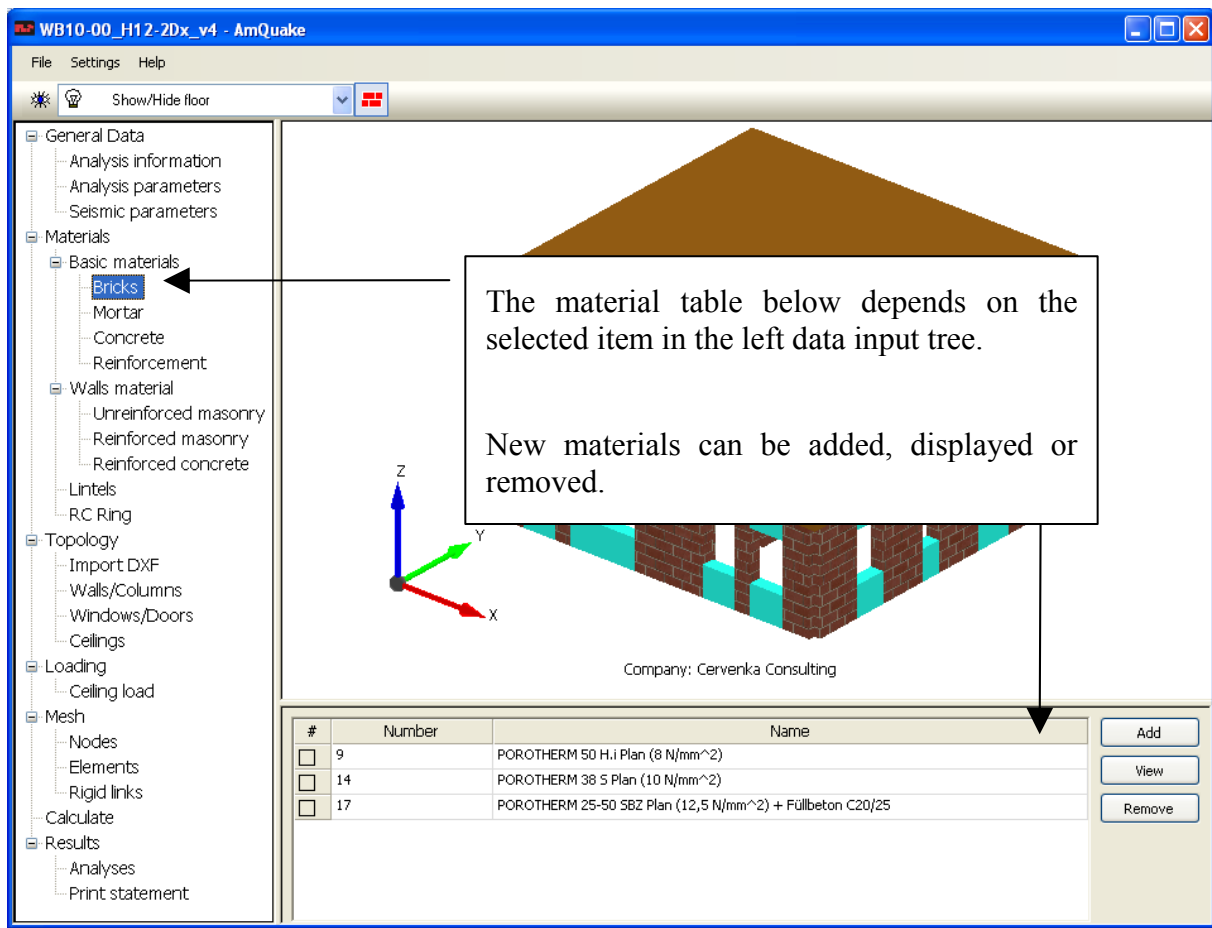 WB10-00_H12-2Dx_v4 - AmQuake
File Settings Help
Show/Hide floor
General Data
Analysis information
Analysis parameters
Seismic parameters
Materials
Basic materials
Bricks
Mortar
Concrete
Reinforcement
Walls material
Unreinforced masonry
Reinforced masonry
Reinforced concrete
Lintels
RC Ring
Topology
Import DXF
Walls/Columns
Windows/Doors
Ceilings
Loading
Ceiling load
Mesh
Nodes
Elements
Rigid links
Calculate
Results
Analyses
Print statement
The material table below depends on the
selected item in the left data input tree.
New materials can be added, displayed or
removed.
Z
Y
X
Company: Cervenka Consulting
# Number Name
9 POROTHERM 50 H.i Plan (8 N/mm^2)
14 POROTHERM 38 S Plan (10 N/mm^2)
17 POROTHERM 25-50 SBZ Plan (12,5 N/mm^2) + Füllbeton C20/25
Add
View
Remove